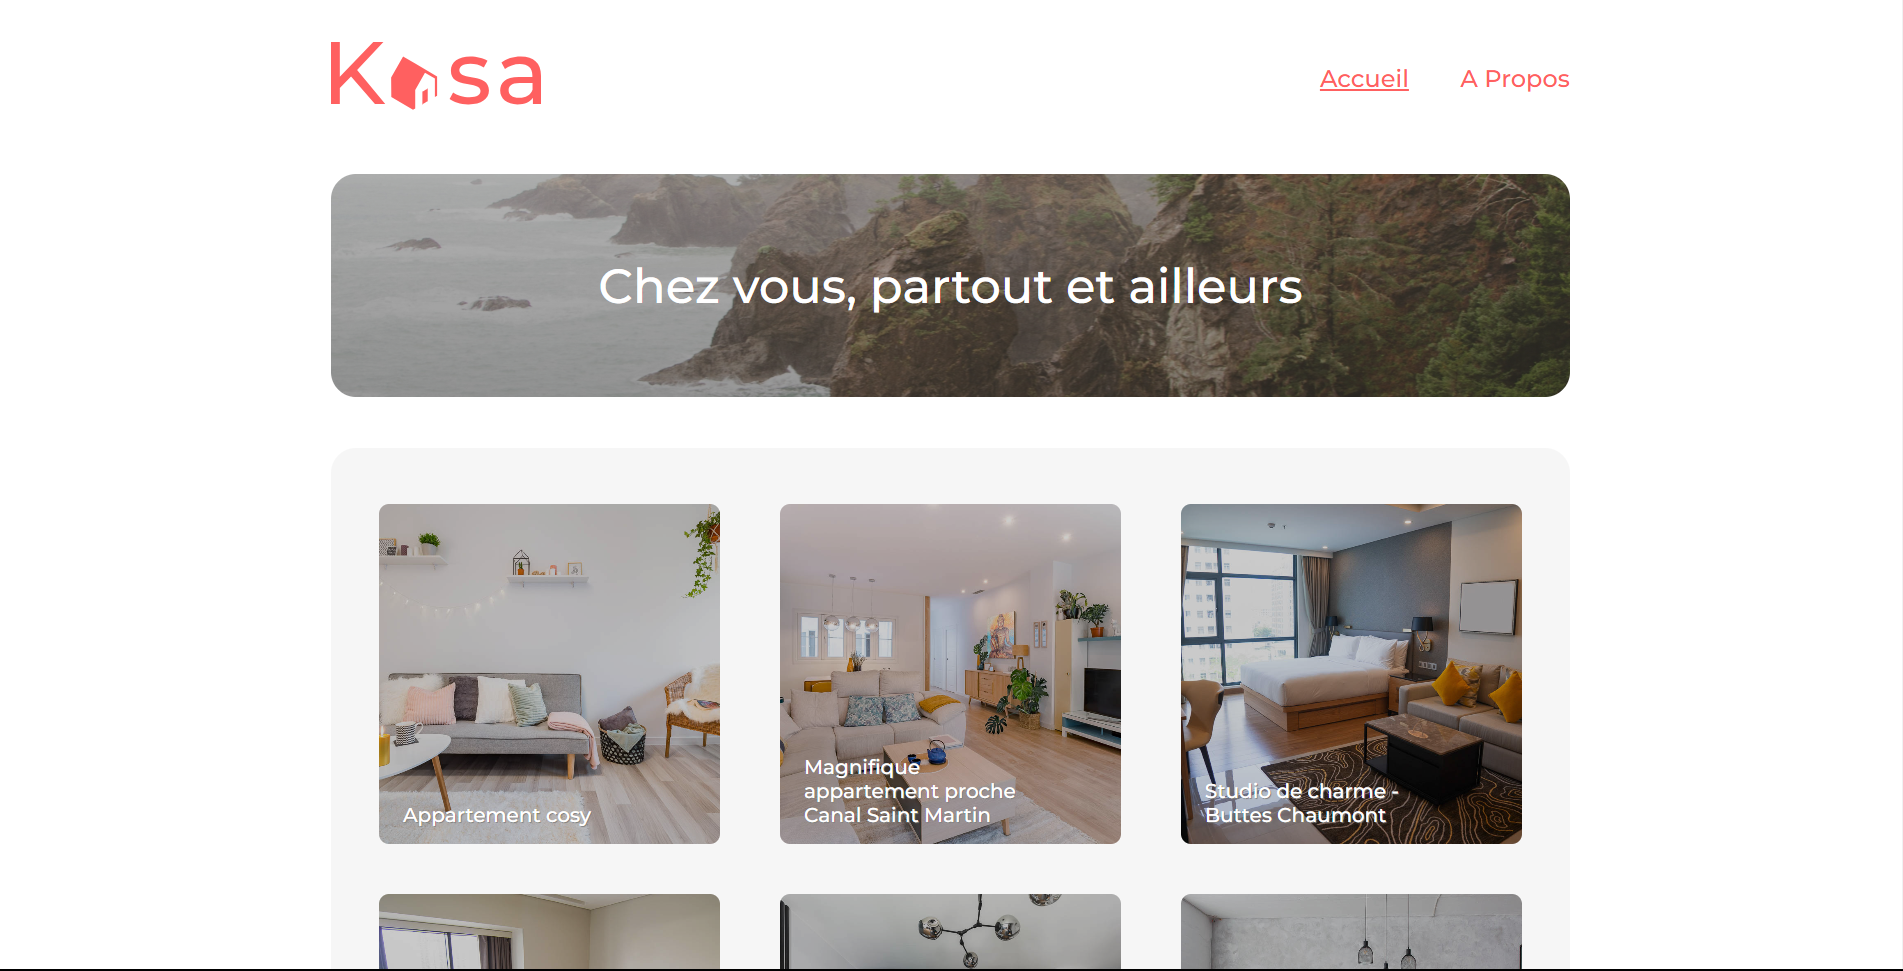 Kasa
Accueil
A Propos
Chez vous, partout et ailleurs
Appartement cosy
Magnifique
appartement proche
Canal Saint Martin
Studio de charme -
Buttes Chaumont